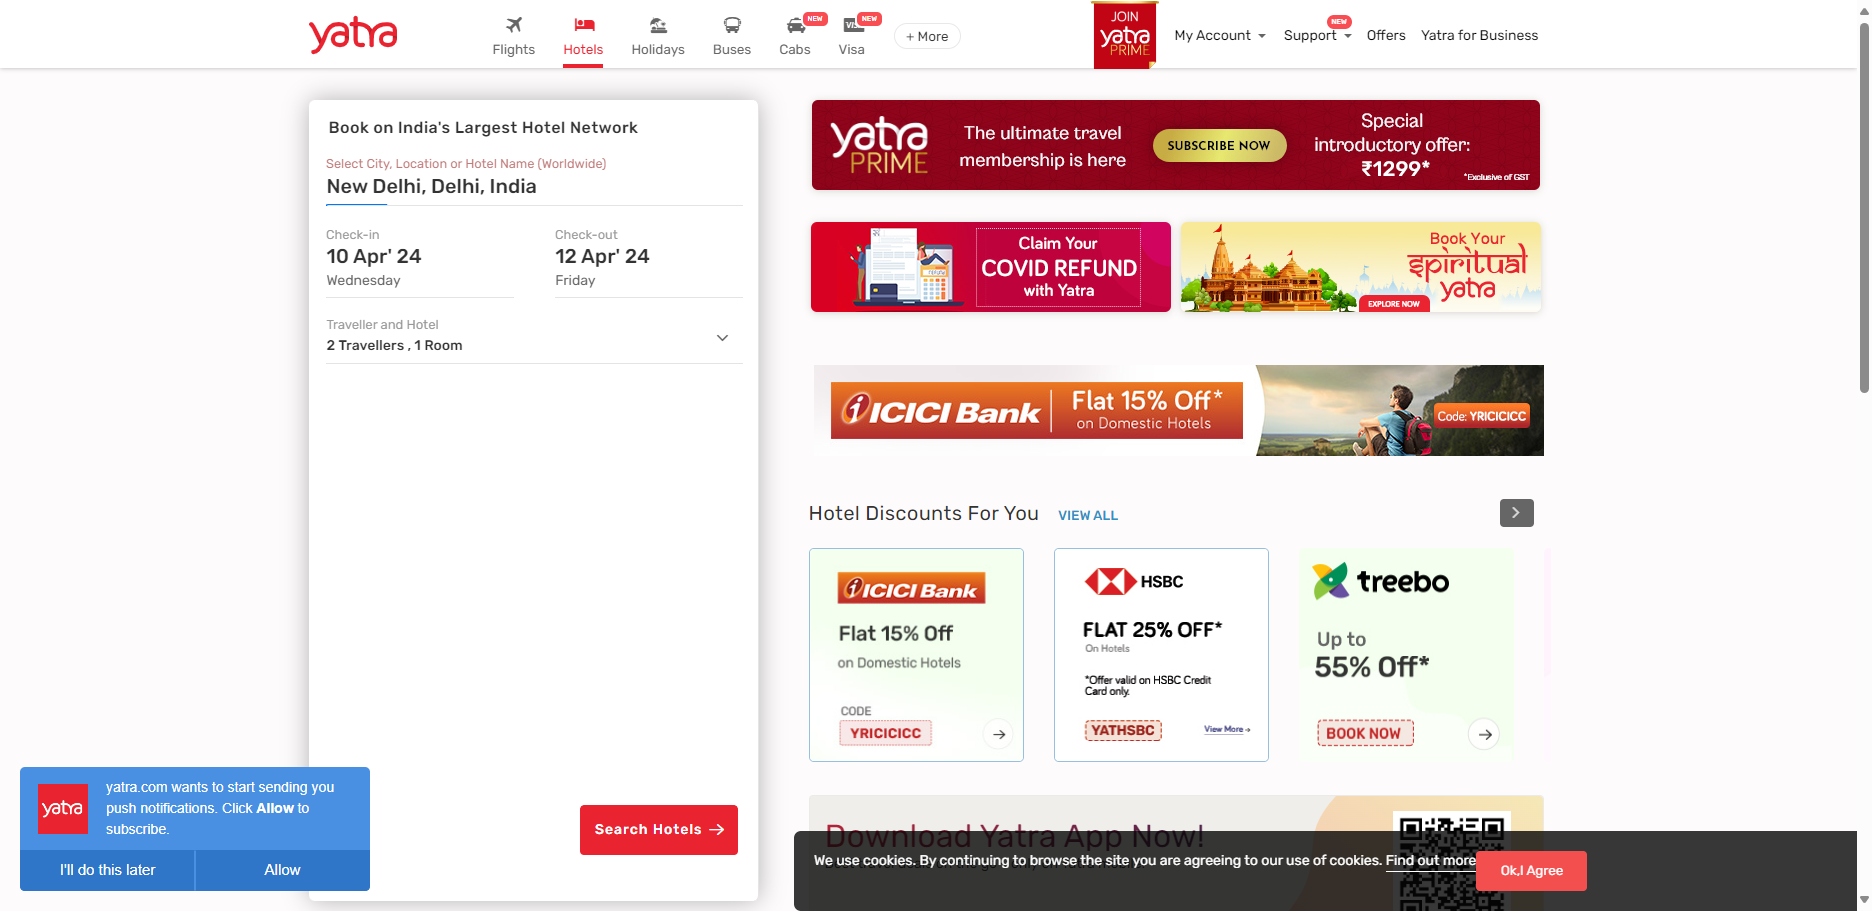 yatra
Flights
Hotels
Holidays
Buses
NEW
Cabs
NEW
Visa
+ More
JOIN
yatra
PRIME
My Account
NEW
Support
Offers
Yatra for Business
Book on India's Largest Hotel Network
Select City, Location or Hotel Name (Worldwide)
New Delhi, Delhi, India
Check-in
10 Apr' 24
Wednesday
Check-out
12 Apr' 24
Friday
Traveller and Hotel
2 Travellers , 1 Room
Search Hotels
yatra
PRIME
The ultimate travel
membership is here
SUBSCRIBE NOW
Special
introductory offer:
₹1299*
*Exclusive of GST
Claim Your
COVID REFUND
with Yatra
Book Your
spiritual
yatra
EXPLORE NOW
ICICI Bank
Flat 15% Off*
on Domestic Hotels
Code: YRICICICC
Hotel Discounts For You
VIEW ALL
ICICI Bank
Flat 15% Off
on Domestic Hotels
CODE
YRICICICC
HSBC
FLAT 25% OFF*
On Hotels
*Offer valid on HSBC Credit
Card only.
YATHSBC
View More
treebo
Up to
55% Off*
BOOK NOW
Download Yatra App Now!
We use cookies. By continuing to browse the site you are agreeing to our use of cookies. Find out more
Ok,I Agree
yatra
yatra.com wants to start sending you
push notifications. Click Allow to
subscribe.
I'll do this later
Allow